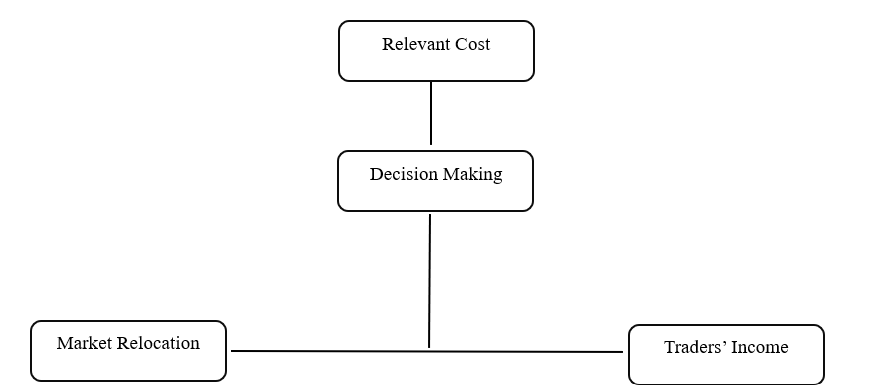 Relevant Cost
Decision Making
Market Relocation
Traders’ Income